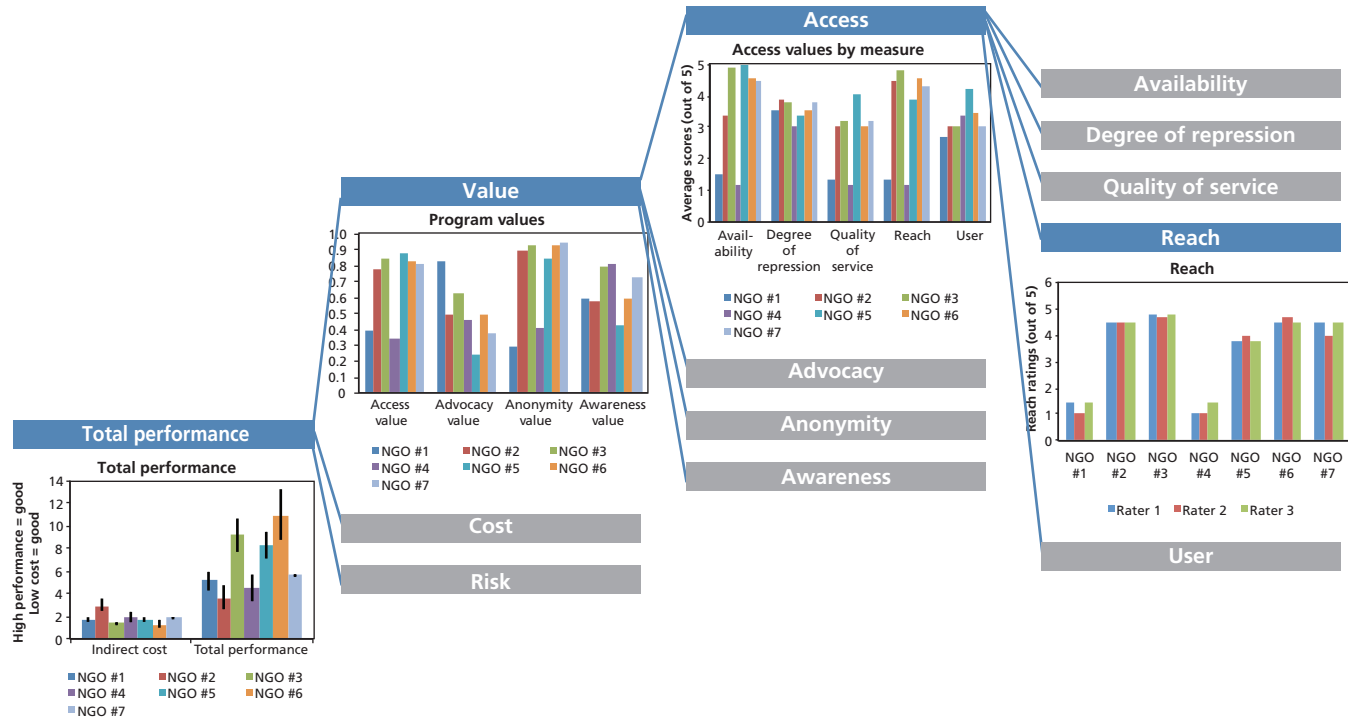 Total performance
Total performance
High performance = good
Low cost = good
14
12
10
8
6
4
2
0
Indirect cost
Total performance
NGO #1
NGO #2
NGO #3
NGO #4
NGO #5
NGO #6
NGO #7
Value
Program values
1.0
0.9
0.8
0.7
0.6
0.5
0.4
0.3
0.2
0.1
0
Access
value
Advocacy
value
Anonymity
value
Awareness
value
NGO #1
NGO #2
NGO #3
NGO #4
NGO #5
NGO #6
NGO #7
Cost
Risk
Access
Access values by measure
Average scores (out of 5)
5
4
3
2
1
0
Avail-
ability
Degree
of
repression
Quality
of
service
Reach
User
NGO #1
NGO #2
NGO #3
NGO #4
NGO #5
NGO #6
NGO #7
Advocacy
Anonymity
Awareness
Availability
Degree of repression
Quality of service
Reach
Reach
Reach ratings (out of 5)
6
5
4
3
2
1
0
NGO
#1
NGO
#2
NGO
#3
NGO
#4
NGO
#5
NGO
#6
NGO
#7
Rater 1
Rater 2
Rater 3
User